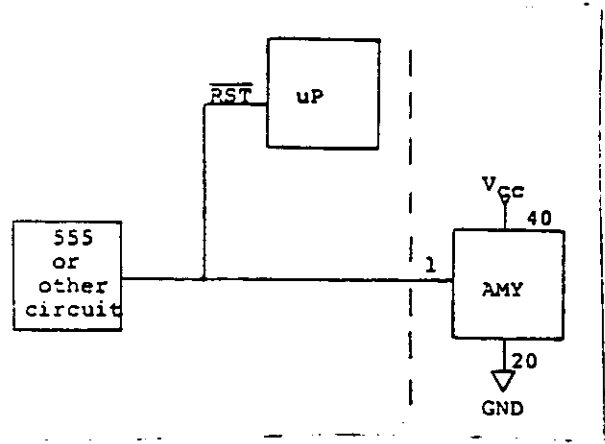 RST
uP
Vcc
40
555
or
other
circuit
1
AMY
20
GND